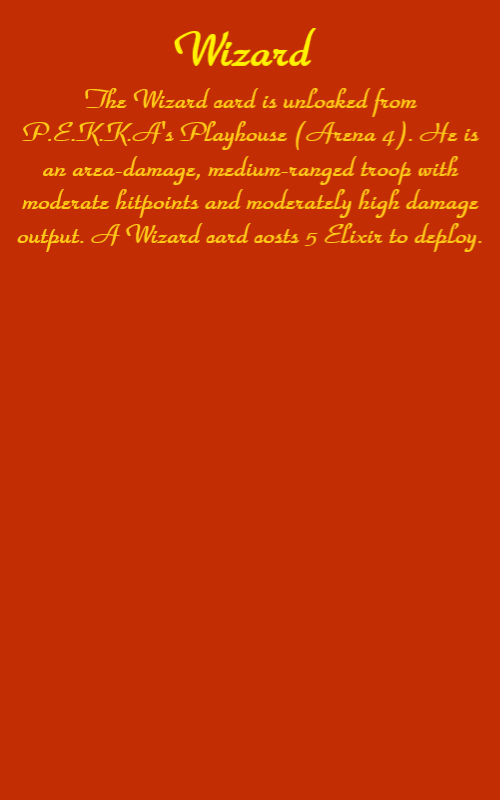 Wizard
The Wizard card is unlocked from
P.E.K.K.A's Playhouse (Arena 4). He is
an area-damage, medium-ranged troop with
moderate hitpoints and moderately high damage
output. A Wizard card costs 5 Elixir to deploy.